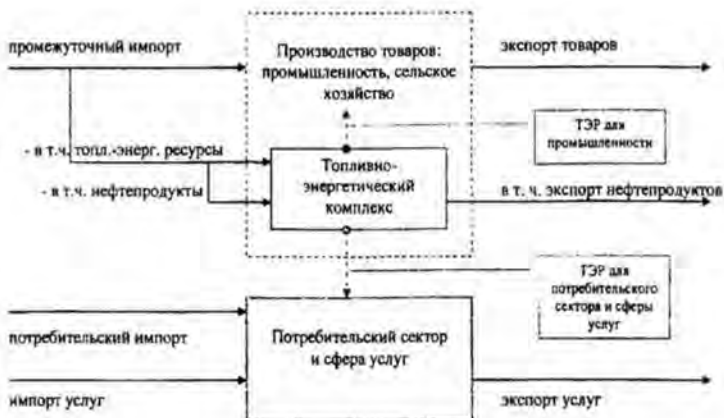 промежуточный импорт
Производство товаров:
промышленность, сельское
хозяйство
экспорт товаров
ТЭР для
промышленности
- в т.ч. топл.-энерг. ресурсы
- в т.ч. нефтепродукты
Топливно-
энергетический
комплекс
в т. ч. экспорт нефтепродуктов
ТЭР для
потребительского
сектора и сферы
услуг
потребительский импорт
Потребительский сектор
и сфера услуг
импорт услуг
экспорт услуг